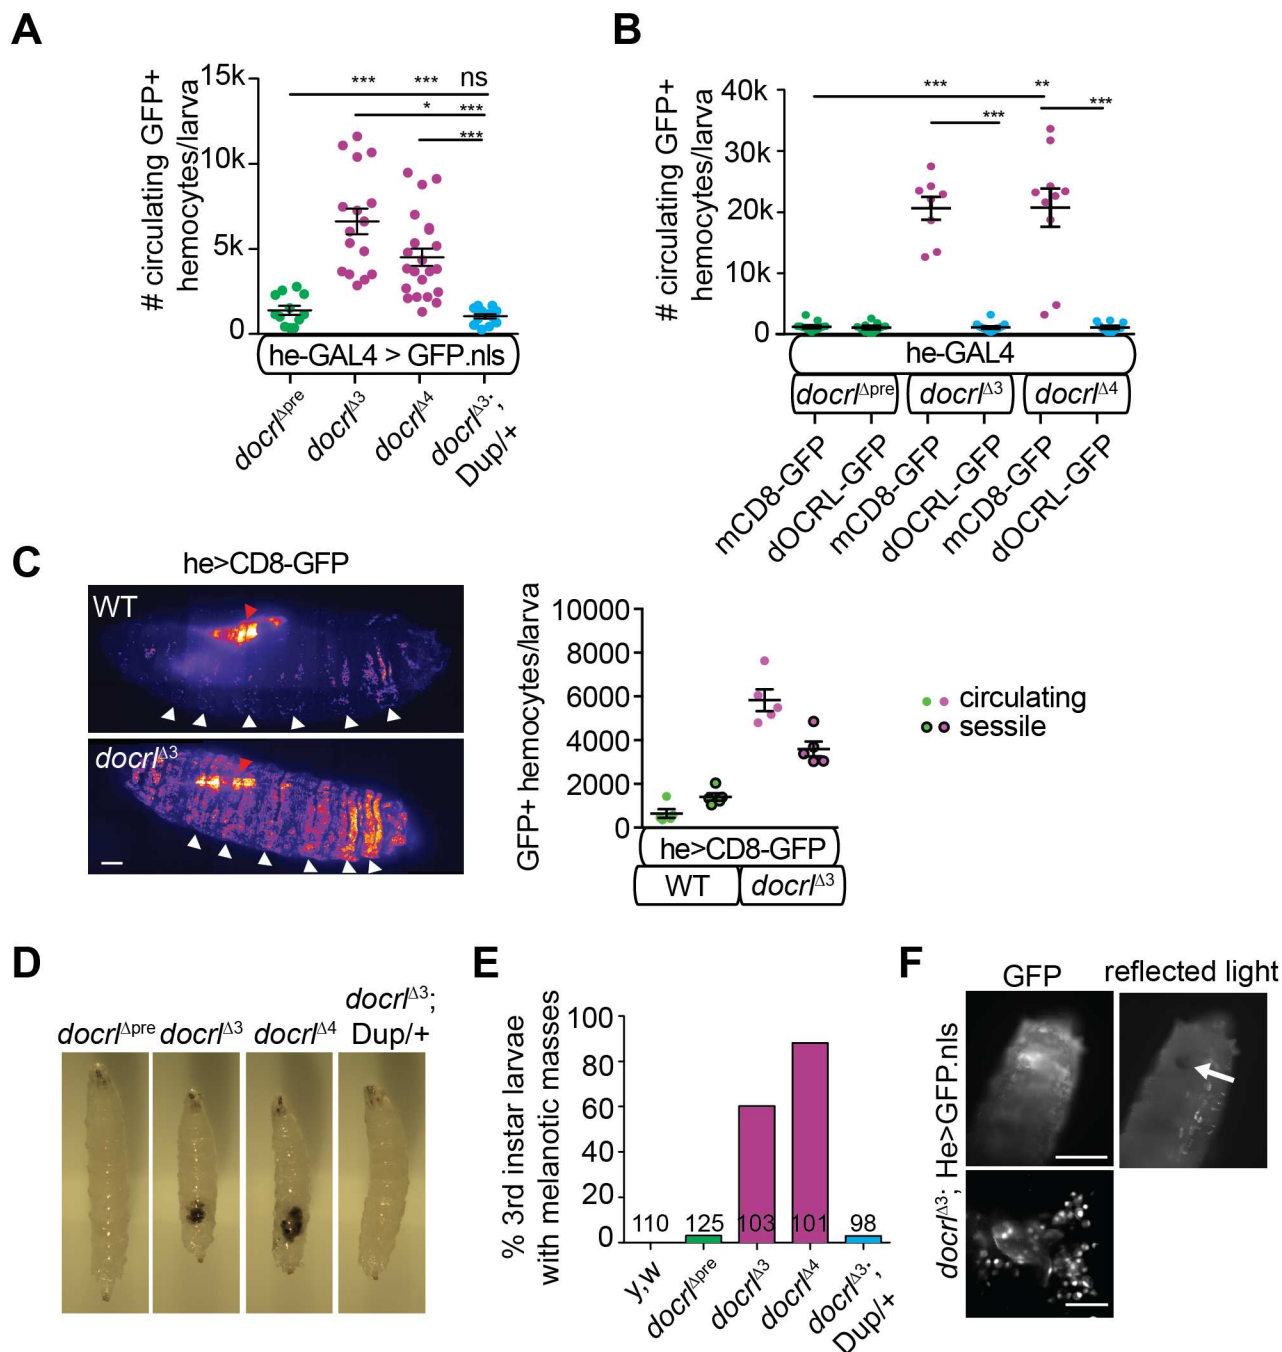 A
# circulating GFP+
hemocytes/larva
15k
10k
5k
0
*** *** ns
* ***
***
he-GAL4 > GFP.nls
docrlΔpre
docrlΔ3
docrlΔ4
docrlΔ3;
Dup/+
B
# circulating GFP+
hemocytes/larva
40k
30k
20k
10k
0
*** **
***
***
he-GAL4
docrlΔpre docrlΔ3 docrlΔ4
mCD8-GFP
dOCRL-GFP
mCD8-GFP
dOCRL-GFP
mCD8-GFP
dOCRL-GFP
C
he>CD8-GFP
WT
docrlΔ3
GFP+ hemocytes/larva
10000
8000
6000
4000
2000
0
he>CD8-GFP
WT docrlΔ3
circulating
sessile
D
docrlΔpre docrlΔ3 docrlΔ4 docrlΔ3;
Dup/+
E
% 3rd instar larvae
with melanotic masses
100
80
60
40
20
0
110 125 103 101 98
y,w
docrlΔpre
docrlΔ3
docrlΔ4
docrlΔ3;
Dup/+
F
GFP reflected light
docrlΔ3; He>GFP.nls